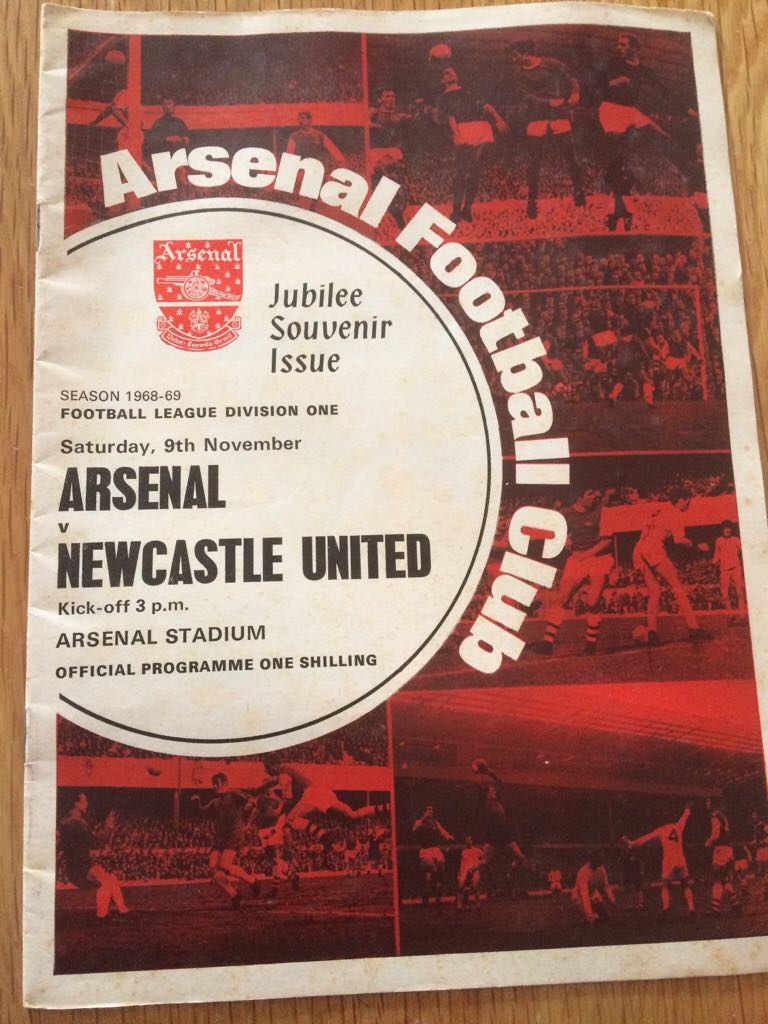 Arsenal Football Club
Arsenal
Jubilee
Souvenir
Issue
SEASON 1968-69
FOOTBALL LEAGUE DIVISION ONE
Saturday, 9th November
ARSENAL
v
NEWCASTLE UNITED
Kick-off 3 p.m.
ARSENAL STADIUM
OFFICIAL PROGRAMME ONE SHILLING
4